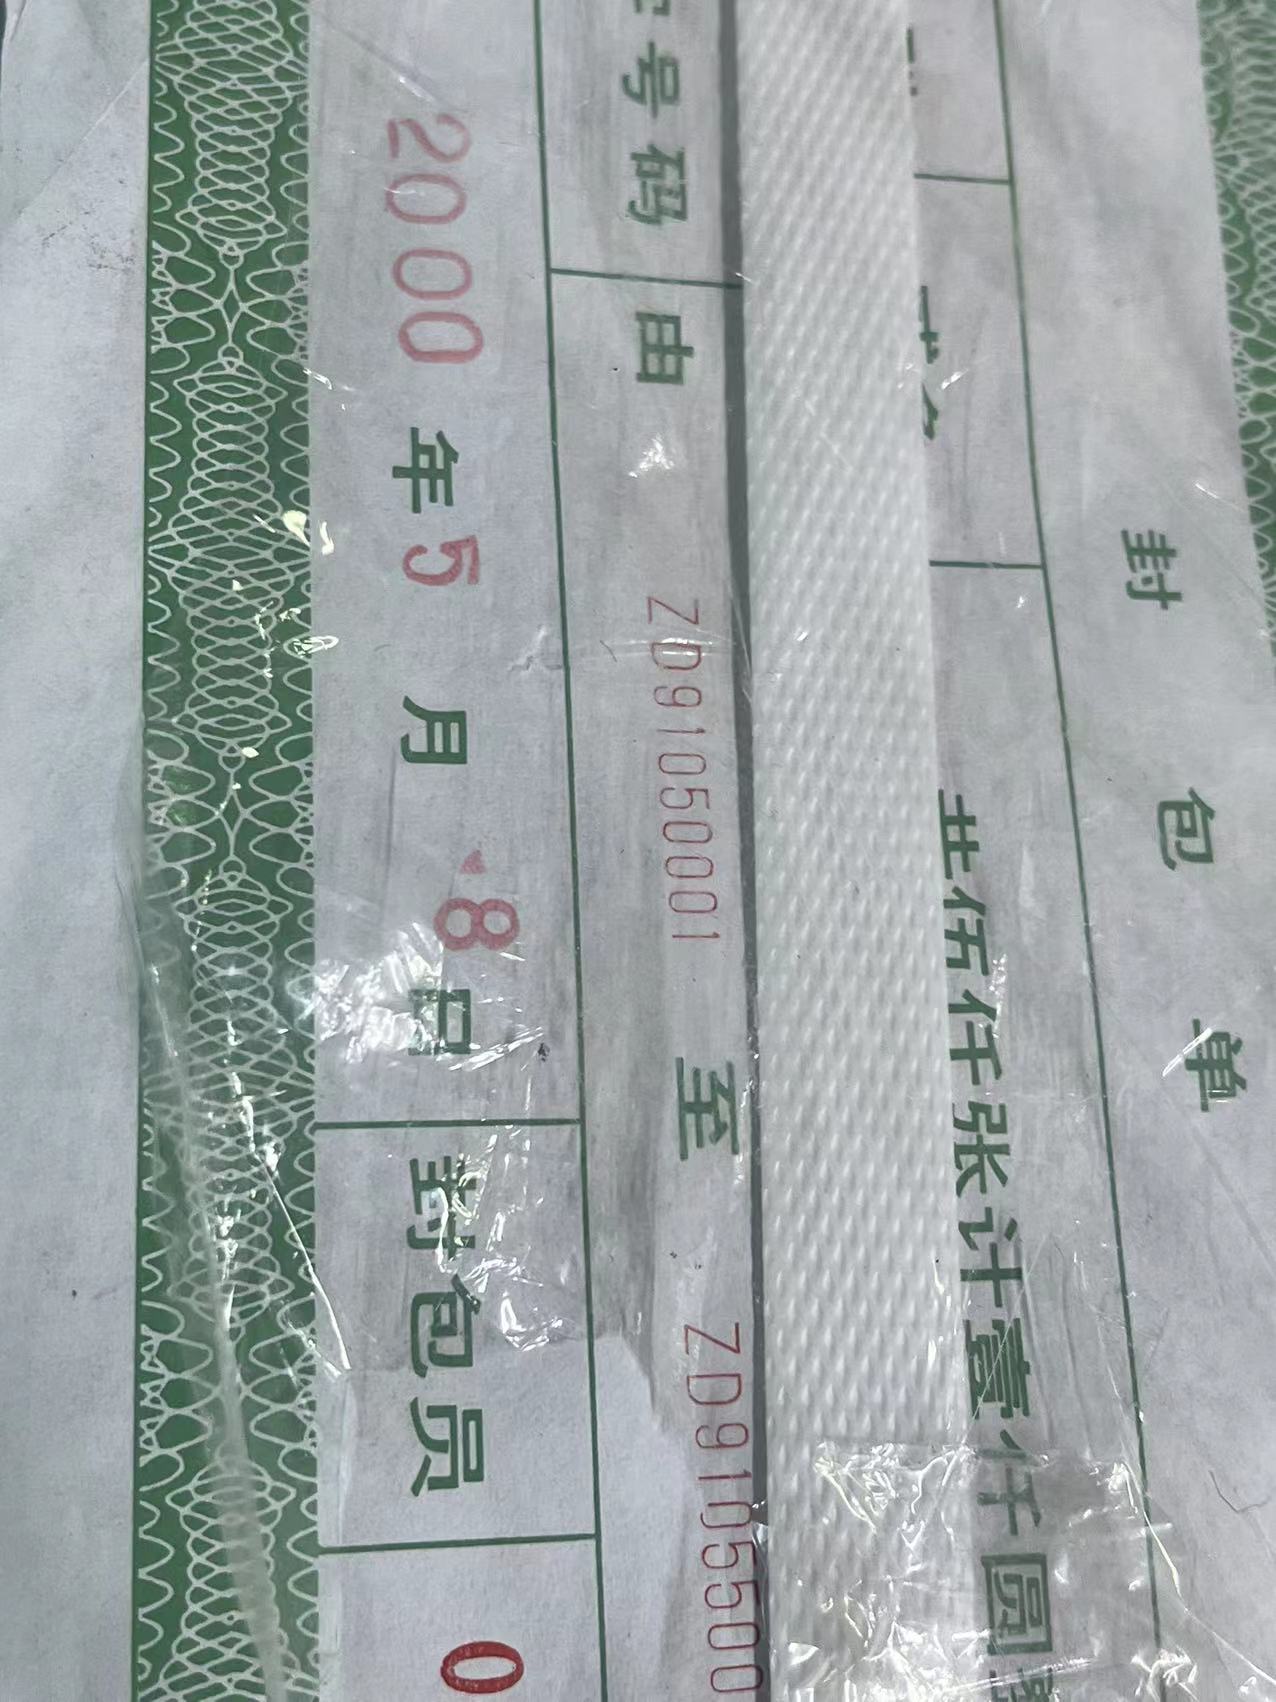 封包单
共伍仟张计壹仟圆
号码 由 ZD91050001 至 ZD91055000
2000年5月8号 封包员 0